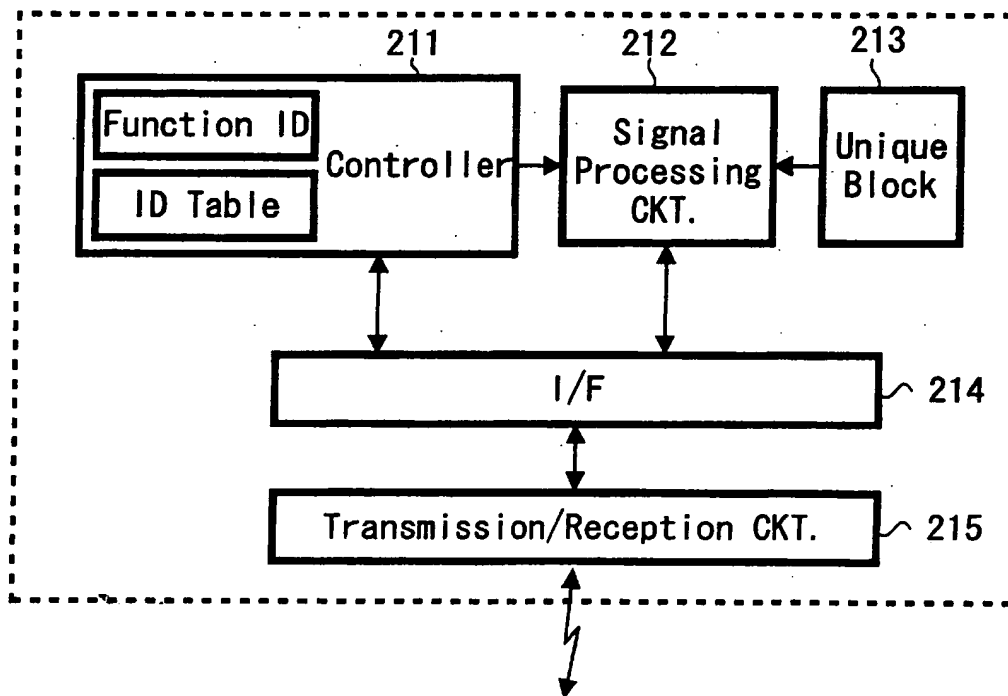 211
212
213
Function ID
ID Table
Controller
Signal
Processing
CKT.
Unique
Block
I/F
214
Transmission/Reception CKT.
215